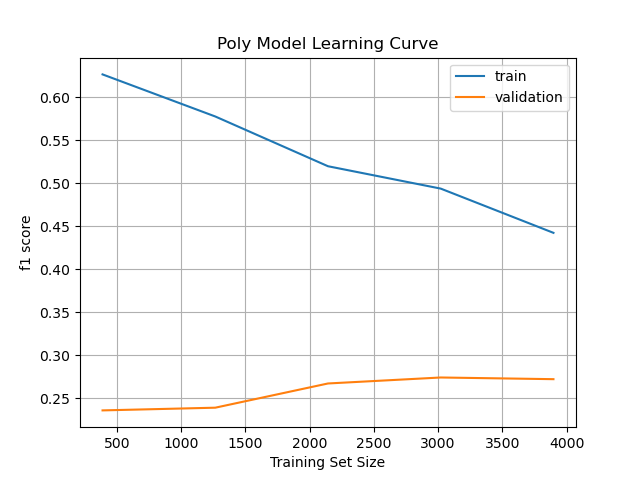 Poly Model Learning Curve
train
validation
f1 score
0.60
0.55
0.50
0.45
0.40
0.35
0.30
0.25
500 1000 1500 2000 2500 3000 3500 4000
Training Set Size